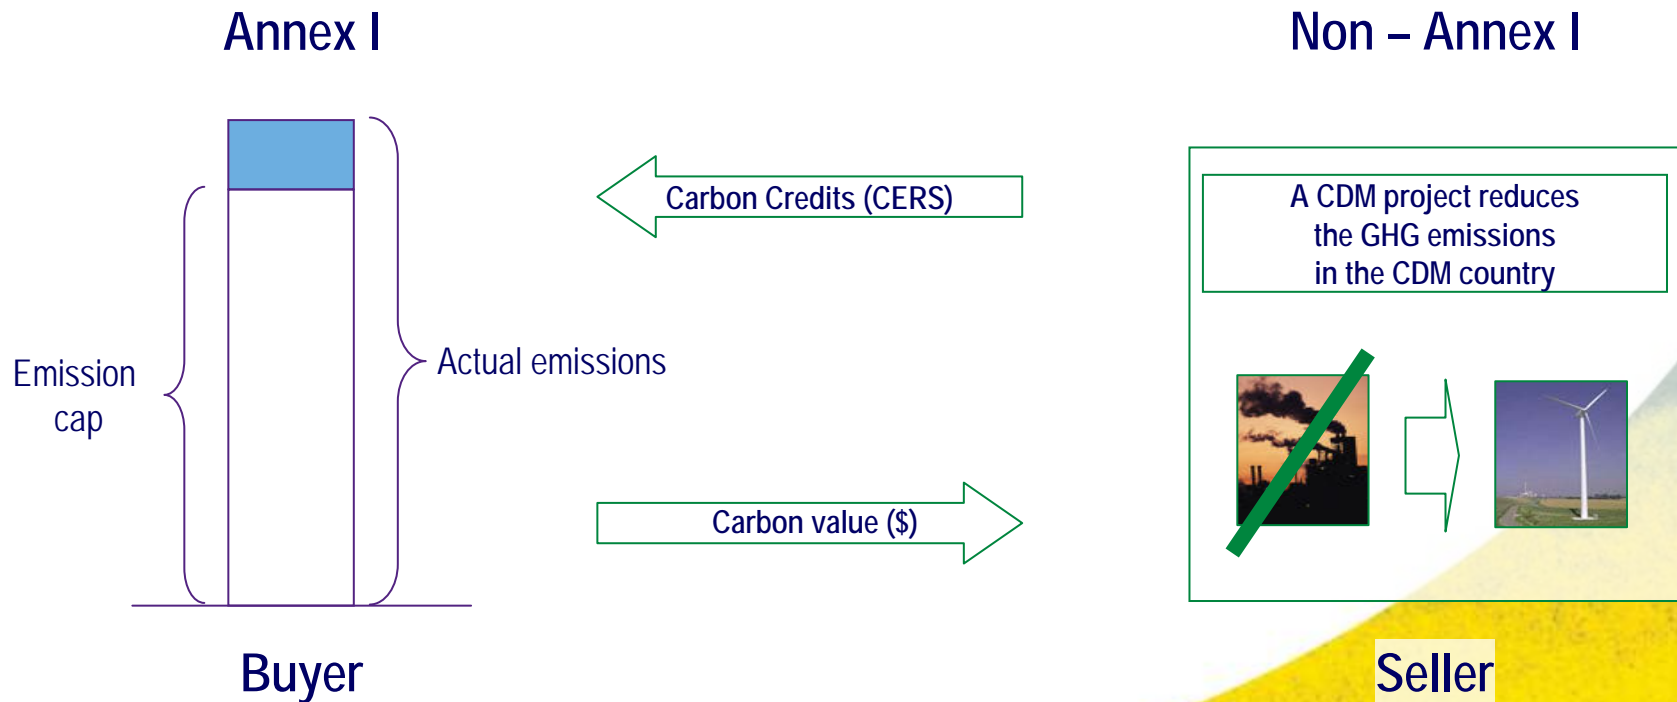 Annex I
Non – Annex I
Carbon Credits (CERS)
A CDM project reduces
the GHG emissions
in the CDM country
Emission
cap
Actual emissions
Carbon value ($)
Buyer
Seller